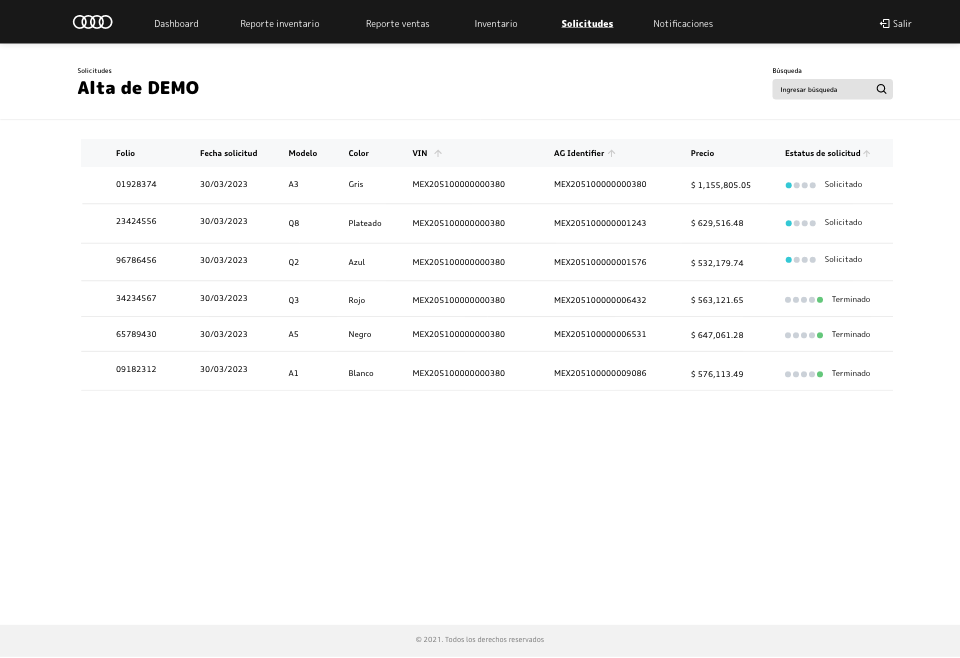 Dashboard Reporte inventario Reporte ventas Inventario Solicitudes Notificaciones Salir
Solicitudes
Alta de DEMO
Búsqueda
Ingresar búsqueda
Folio Fecha solicitud Modelo Color VIN AG Identifier Precio Estatus de solicitud
01928374 30/03/2023 A3 Gris MEX205100000000380 MEX205100000000380 $ 1,155,805.05 Solicitado
23424556 30/03/2023 Q8 Plateado MEX205100000000380 MEX205100000001243 $ 629,516.48 Solicitado
96786456 30/03/2023 Q2 Azul MEX205100000000380 MEX205100000001576 $ 532,179.74 Solicitado
34234567 30/03/2023 Q3 Rojo MEX205100000000380 MEX205100000006432 $ 563,121.65 Terminado
65789430 30/03/2023 A5 Negro MEX205100000000380 MEX205100000006531 $ 647,061.28 Terminado
09182312 30/03/2023 A1 Blanco MEX205100000000380 MEX205100000009086 $ 576,113.49 Terminado
© 2021. Todos los derechos reservados